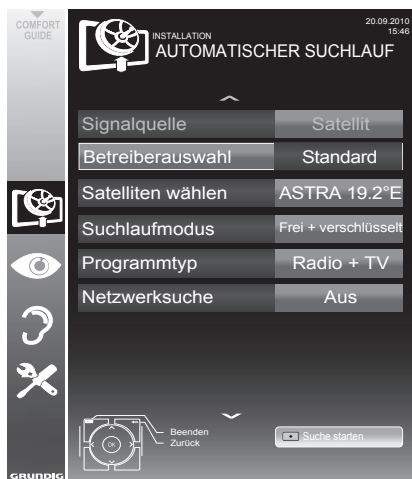 COMFORT
GUIDE
20.09.2010
15:46
INSTALLATION
AUTOMATISCHER SUCHLAUF
Signalquelle Satellit
Betreiberauswahl Standard
Satelliten wählen ASTRA 19.2°E
Suchlaufmodus Frei + verschlüsselt
Programmtyp Radio + TV
Netzwerksuche Aus
Beenden
Zurück
OK
Suche starten
GRUNDIG